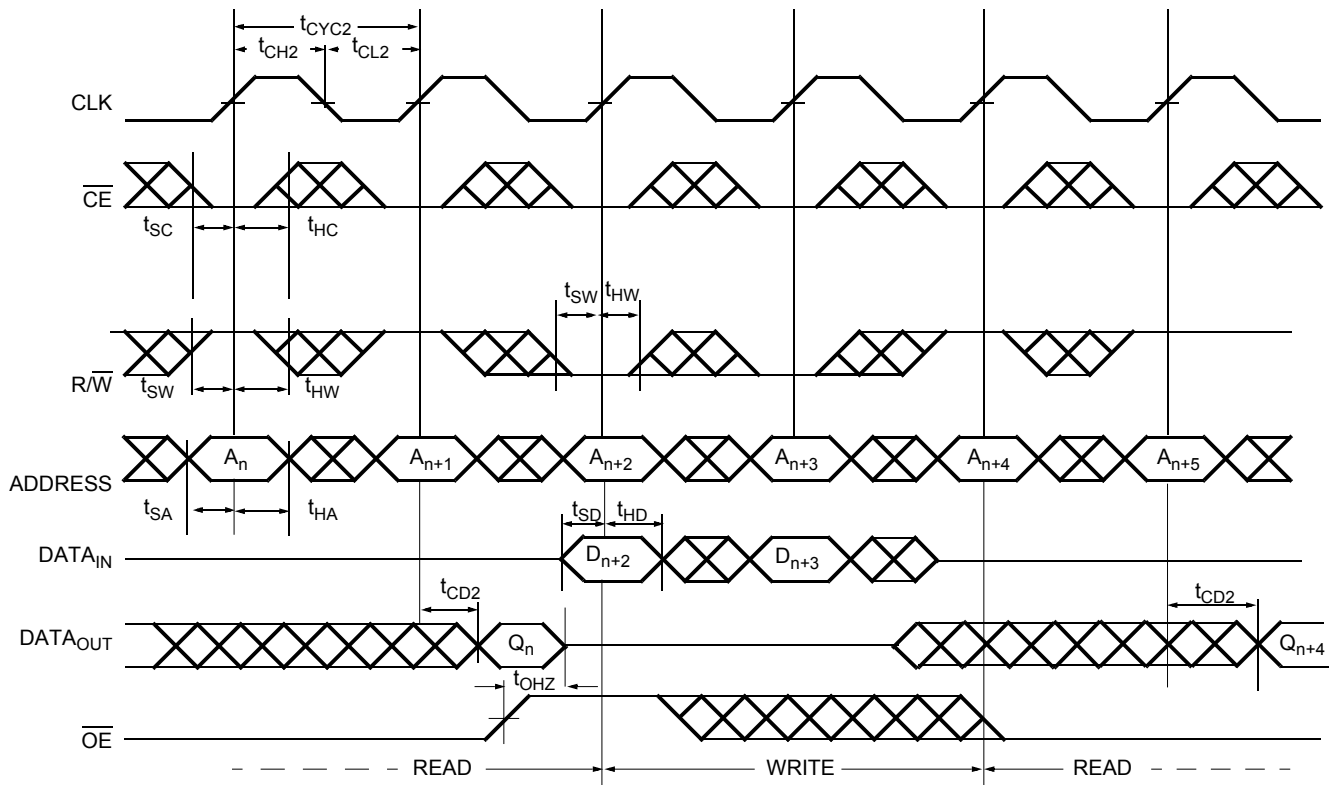 tCYC2
tCH2 tCL2
CLK
CE
tSC tHC
tSW tHW
R/W
tSW tHW
An An+1 An+2 An+3 An+4 An+5
ADDRESS
tSA tHA
tSD tHD
DATAIN
Dn+2 Dn+3
tCD2 tCD2
DATAOUT
Qn Qn+4
tOHZ
OE
READ WRITE READ